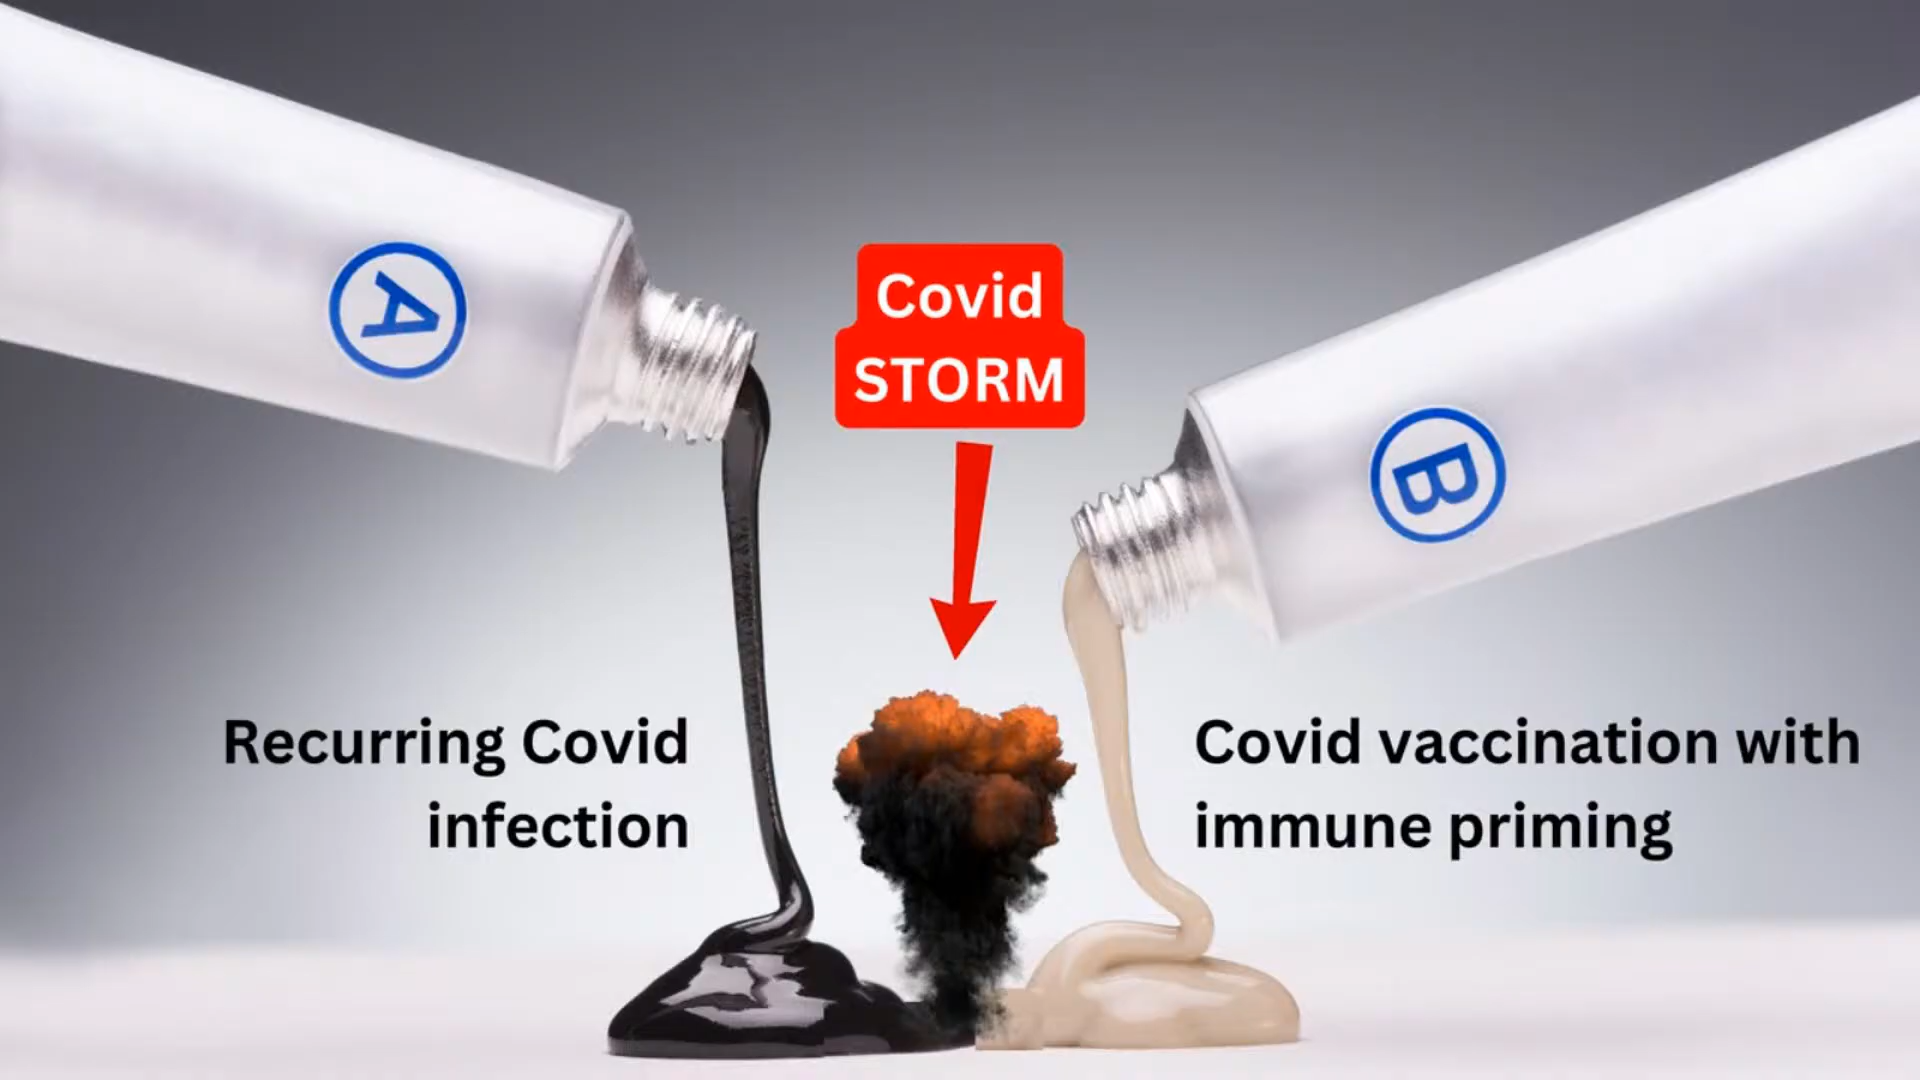 A
Covid
STORM
B
Recurring Covid
infection
Covid vaccination with
immune priming